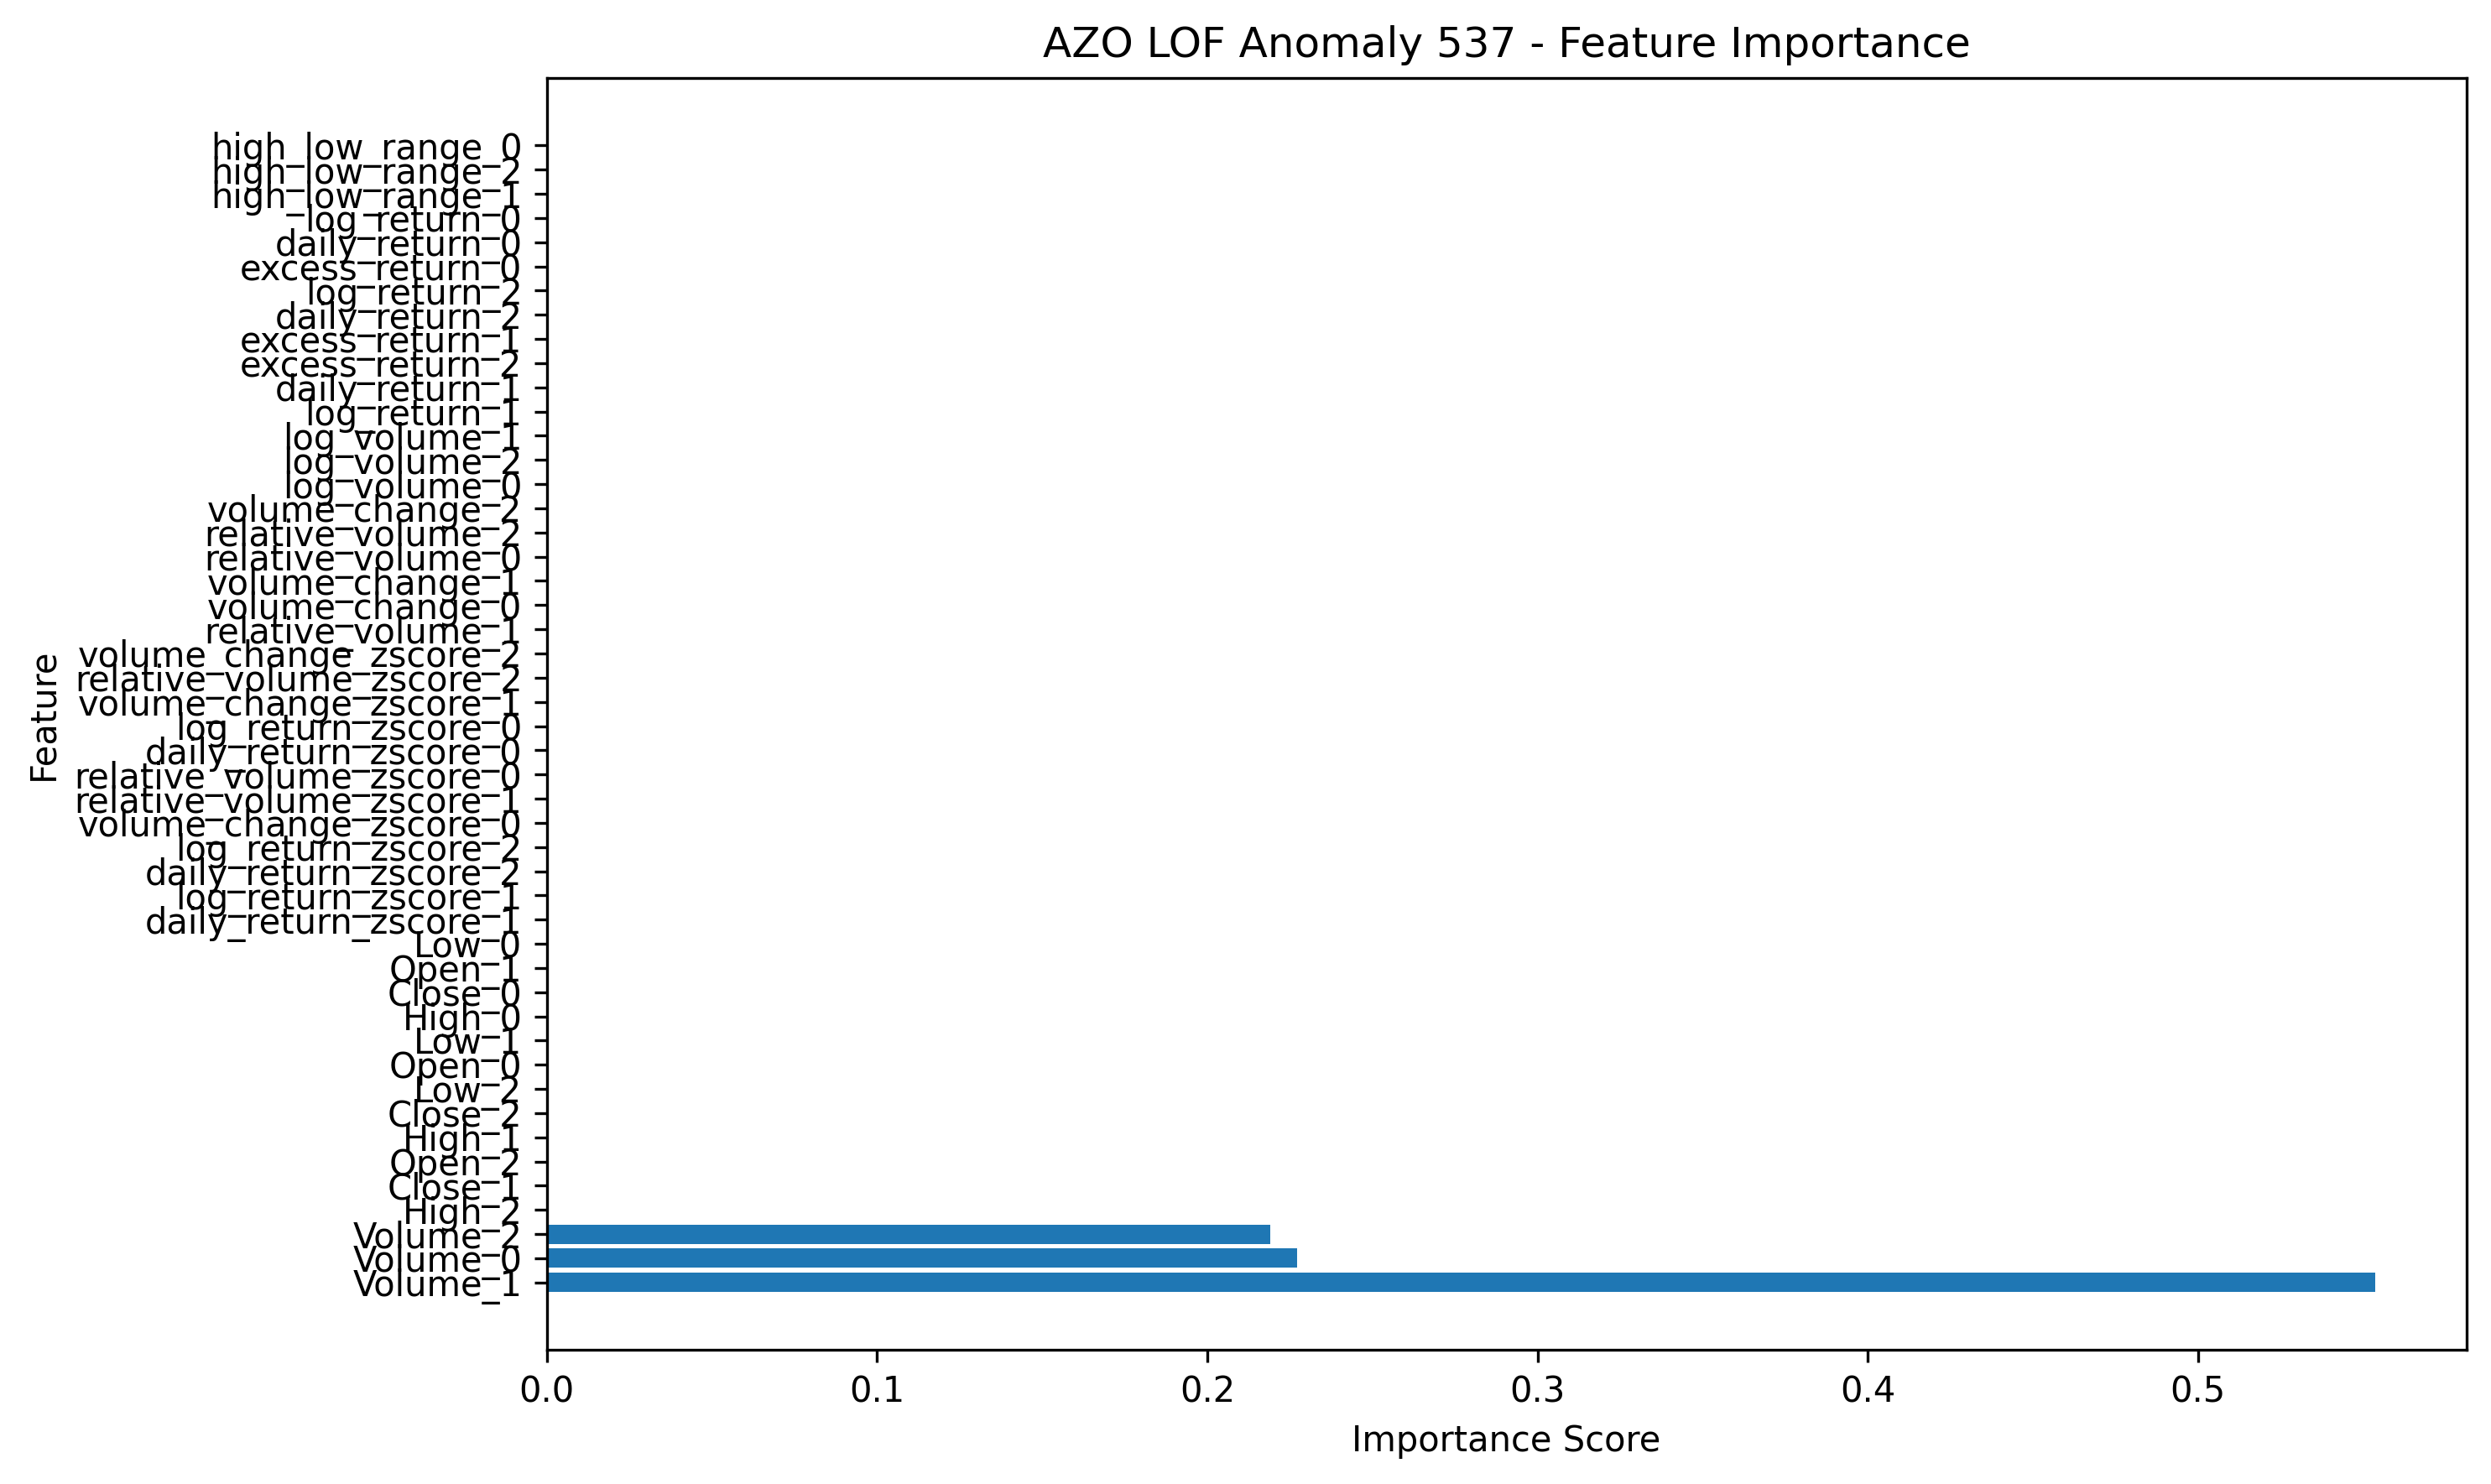 AZO LOF Anomaly 537 - Feature Importance
high_low_range_0
high_low_range_2
high_low_range_1
log_return_0
daily_return_0
excess_return_0
log_return_2
daily_return_2
excess_return_1
excess_return_2
daily_return_1
log_return_1
log_volume_1
log_volume_2
log_volume_0
volume_change_2
relative_volume_2
relative_volume_0
volume_change_1
volume_change_0
relative_volume_1
volume_change_zscore_2
relative_volume_zscore_2
volume_change_zscore_1
log_return_zscore_0
daily_return_zscore_0
relative_volume_zscore_0
relative_volume_zscore_1
volume_change_zscore_0
log_return_zscore_2
daily_return_zscore_2
log_return_zscore_1
daily_return_zscore_1
Low_0
Open_1
Close_0
High_0
Low_1
Open_0
Low_2
Close_2
High_1
Open_2
Close_1
High_2
Volume_2
Volume_0
Volume_1
Feature
0.0 0.1 0.2 0.3 0.4 0.5
Importance Score